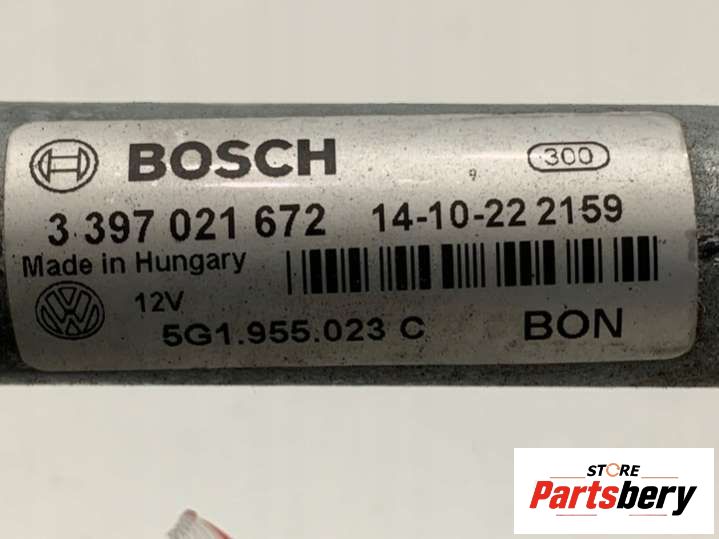 BOSCH 300
9
3 397 021 672 14-10-22 2159
Made in Hungary
12V
5G1.955.023 C BON
STORE
Partsbery